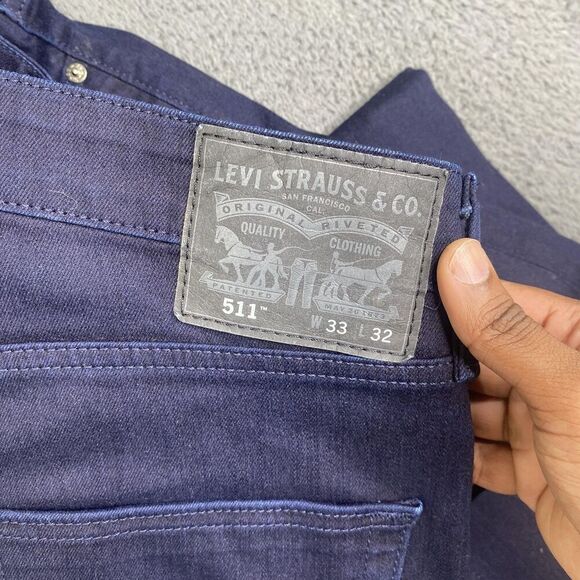 LEVI STRAUSS & CO.
SAN FRANCISCO
CAL.
ORIGINAL RIVETED
QUALITY CLOTHING
PATENTED MAY 20 1873
511™ W 33 L 32